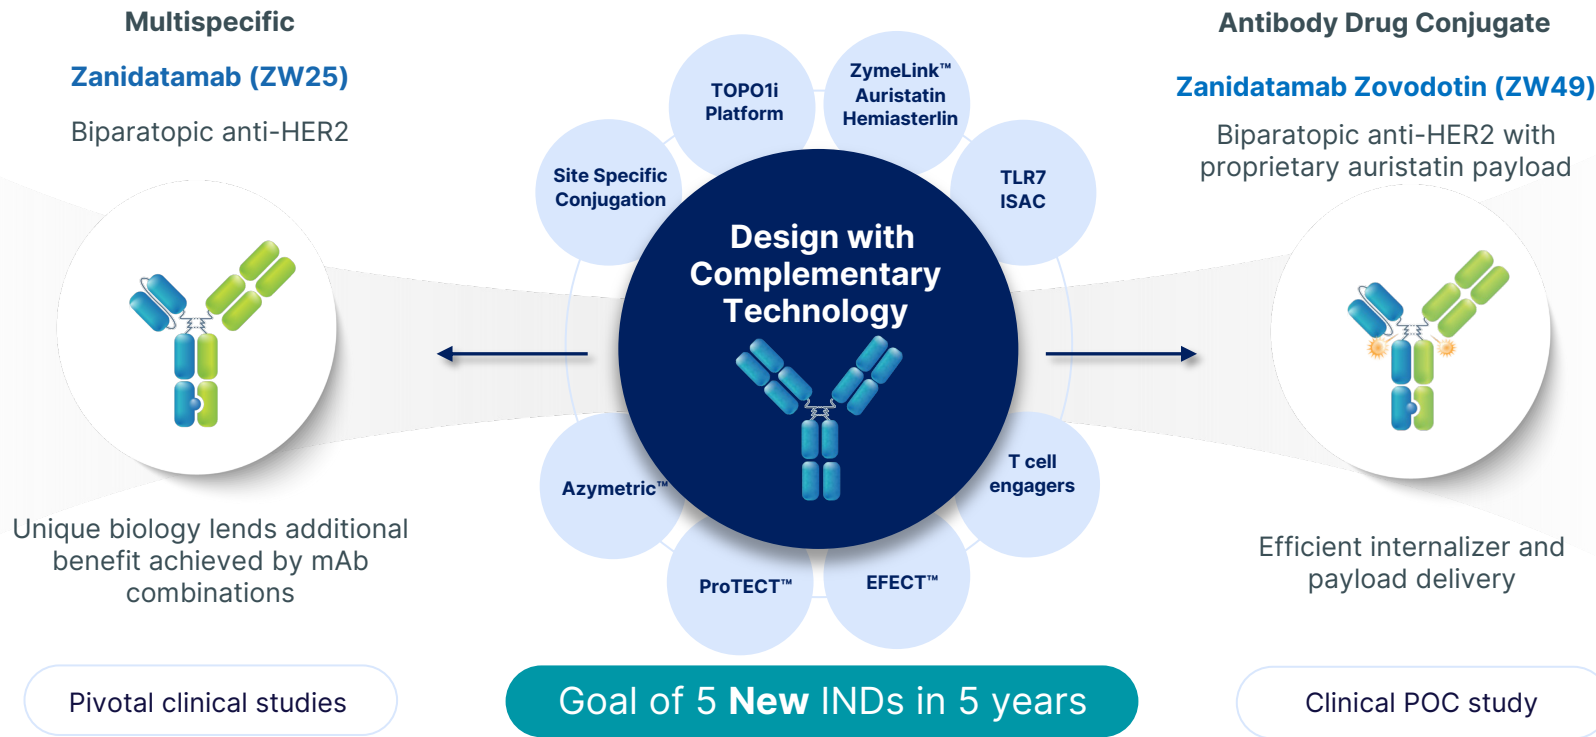 Multispecific
Zanidatamab (ZW25)
Biparatopic anti-HER2
Unique biology lends additional
benefit achieved by mAb
combinations
Pivotal clinical studies
TOPO1i
Platform
ZymeLink™
Auristatin
Hemiasterlin
Site Specific
Conjugation
TLR7
ISAC
Design with
Complementary
Technology
Azymetric™
T cell
engagers
ProTECT™
EFECT™
Goal of 5 New INDs in 5 years
Antibody Drug Conjugate
Zanidatamab Zovodotin (ZW49)
Biparatopic anti-HER2 with
proprietary auristatin payload
Efficient internalizer and
payload delivery
Clinical POC study